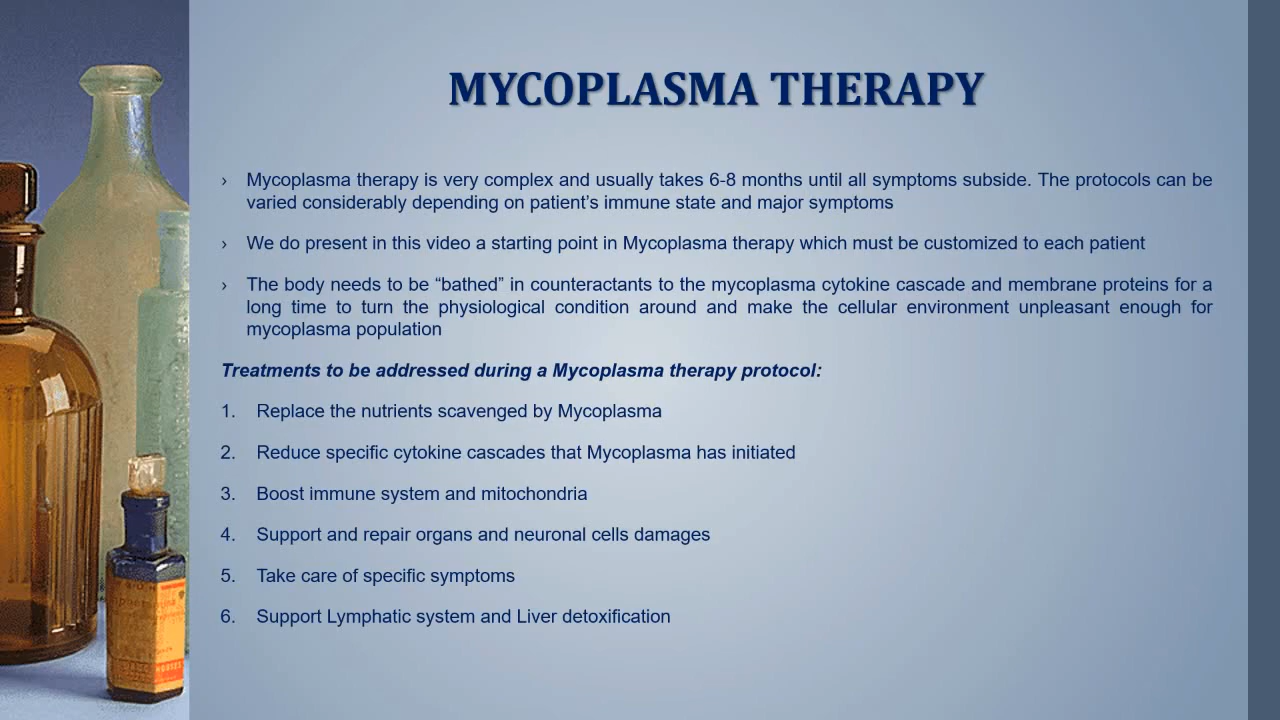 MYCOPLASMA THERAPY
› Mycoplasma therapy is very complex and usually takes 6-8 months until all symptoms subside. The protocols can be
varied considerably depending on patient’s immune state and major symptoms
› We do present in this video a starting point in Mycoplasma therapy which must be customized to each patient
› The body needs to be “bathed” in counteractants to the mycoplasma cytokine cascade and membrane proteins for a
long time to turn the physiological condition around and make the cellular environment unpleasant enough for
mycoplasma population
Treatments to be addressed during a Mycoplasma therapy protocol:
1. Replace the nutrients scavenged by Mycoplasma
2. Reduce specific cytokine cascades that Mycoplasma has initiated
3. Boost immune system and mitochondria
4. Support and repair organs and neuronal cells damages
5. Take care of specific symptoms
6. Support Lymphatic system and Liver detoxification